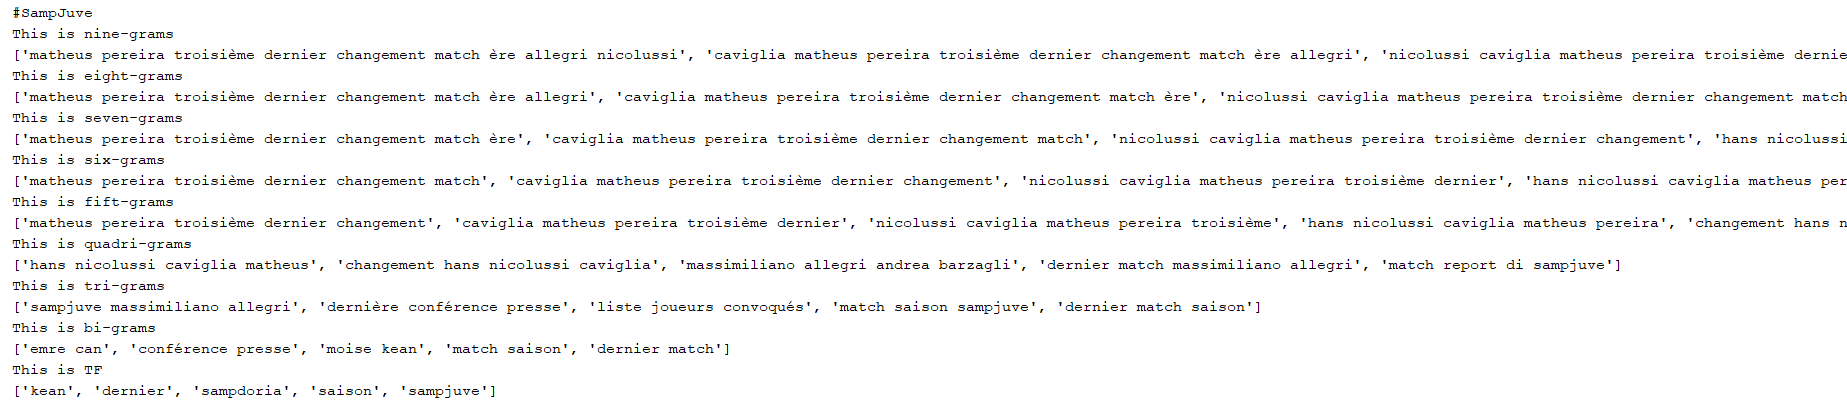 #SampJuve
This is nine-grams
['matheus pereira troisième dernier changement match ère allegri nicolussi', 'caviglia matheus pereira troisième dernier changement match ère allegri', 'nicolussi caviglia matheus pereira troisième dernie
This is eight-grams
['matheus pereira troisième dernier changement match ère allegri', 'caviglia matheus pereira troisième dernier changement match ère', 'nicolussi caviglia matheus pereira troisième dernier changement match
This is seven-grams
['matheus pereira troisième dernier changement match ère', 'caviglia matheus pereira troisième dernier changement match', 'nicolussi caviglia matheus pereira troisième dernier changement', 'hans nicolussi
This is six-grams
['matheus pereira troisième dernier changement match', 'caviglia matheus pereira troisième dernier changement', 'nicolussi caviglia matheus pereira troisième dernier', 'hans nicolussi caviglia matheus per
This is fift-grams
['matheus pereira troisième dernier changement', 'caviglia matheus pereira troisième dernier', 'nicolussi caviglia matheus pereira troisième', 'hans nicolussi caviglia matheus pereira', 'changement hans n
This is quadri-grams
['hans nicolussi caviglia matheus', 'changement hans nicolussi caviglia', 'massimiliano allegri andrea barzagli', 'dernier match massimiliano allegri', 'match report di sampjuve']
This is tri-grams
['sampjuve massimiliano allegri', 'dernière conférence presse', 'liste joueurs convoqués', 'match saison sampjuve', 'dernier match saison']
This is bi-grams
['emre can', 'conférence presse', 'moise kean', 'match saison', 'dernier match']
This is TF
['kean', 'dernier', 'sampdoria', 'saison', 'sampjuve']